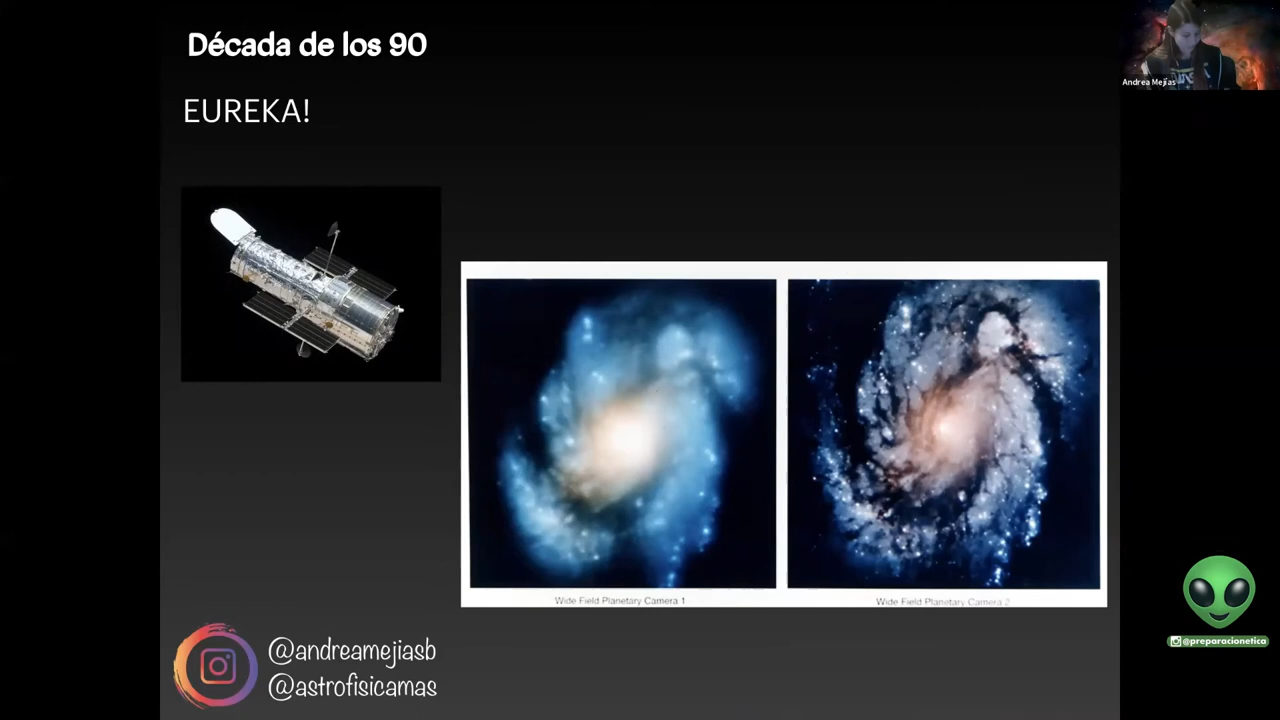 Década de los 90
EUREKA!
Andrea Mejías
Wide Field Planetary Camera 1
Wide Field Planetary Camera 2
@andreamejiasb
@astrofisicamas
@preparacionetica